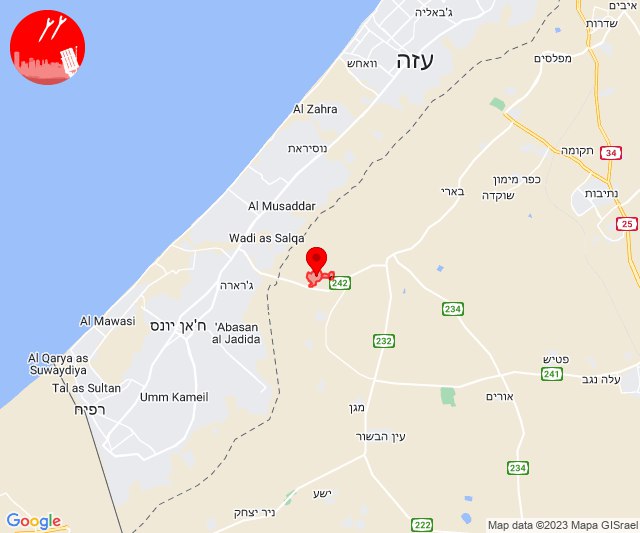 איבים
ג'באליה
שדרות
עזה
מפלסים
וואחש
Al Zahra
נוסיראת
תקומה
34
כפר מימון
בארי
שוקדה
נתיבות
Al Musaddar
25
Wadi as Salqa
242
ג'רארה
234
Al Mawasi
ח'אן יונס
'Abasan
al Jadida
232
Al Qarya as
Suwaydiya
פטיש
241
עלה נגב
Tal as Sultan
Umm Kameil
אורים
רפיח
מגן
עין הבשור
234
ישע
ניר יצחק
222
Google
Map data ©2023 Mapa GISrael